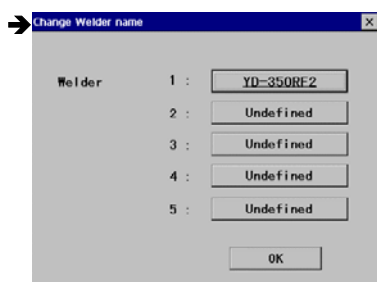 Change Welder name
Welder 1 : YD-350RF2
2 : Undefined
3 : Undefined
4 : Undefined
5 : Undefined
OK